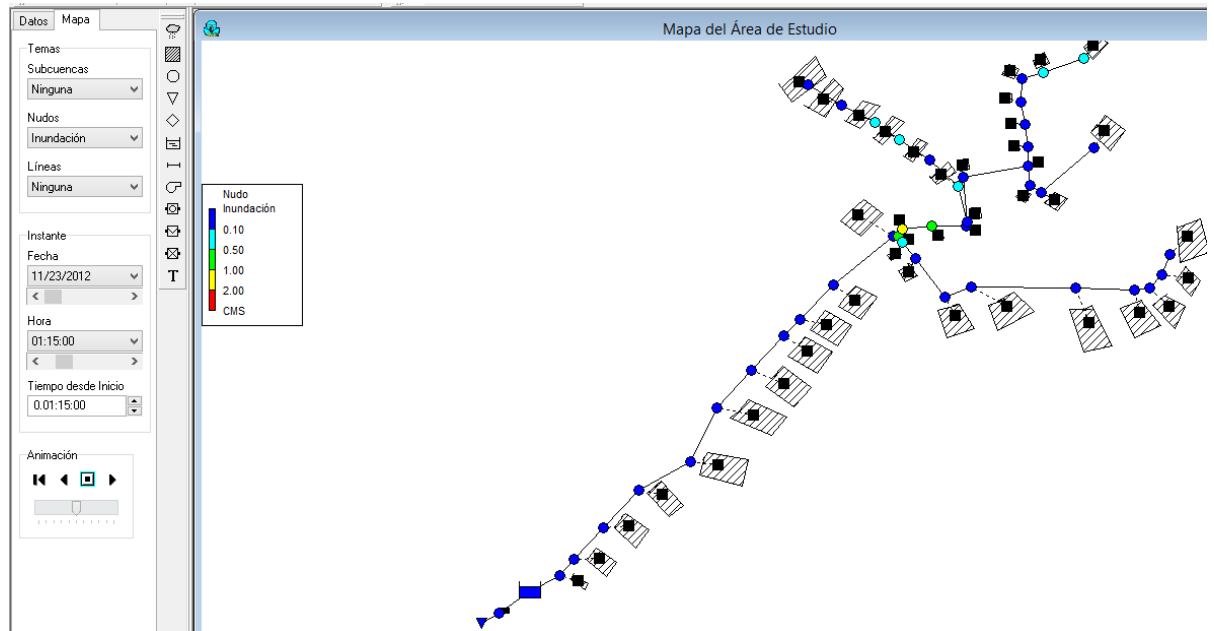 Datos Mapa
Temas
Subcuencas
Ninguna
Nudos
Inundación
Líneas
Ninguna
Instante
Fecha
11/23/2012
Hora
01:15:00
Tiempo desde Inicio
0.01:15:00
Animación
T
Mapa del Área de Estudio
Nudo
Inundación
0.10
0.50
1.00
2.00
CMS